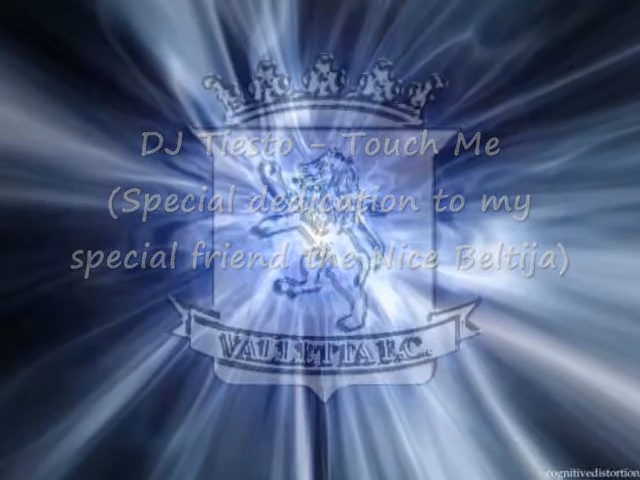 DJ Tiesto - Touch Me
(Special dedication to my
special friend the Nice Beltija)
VALLETTA F.C.
cognitivedistortion